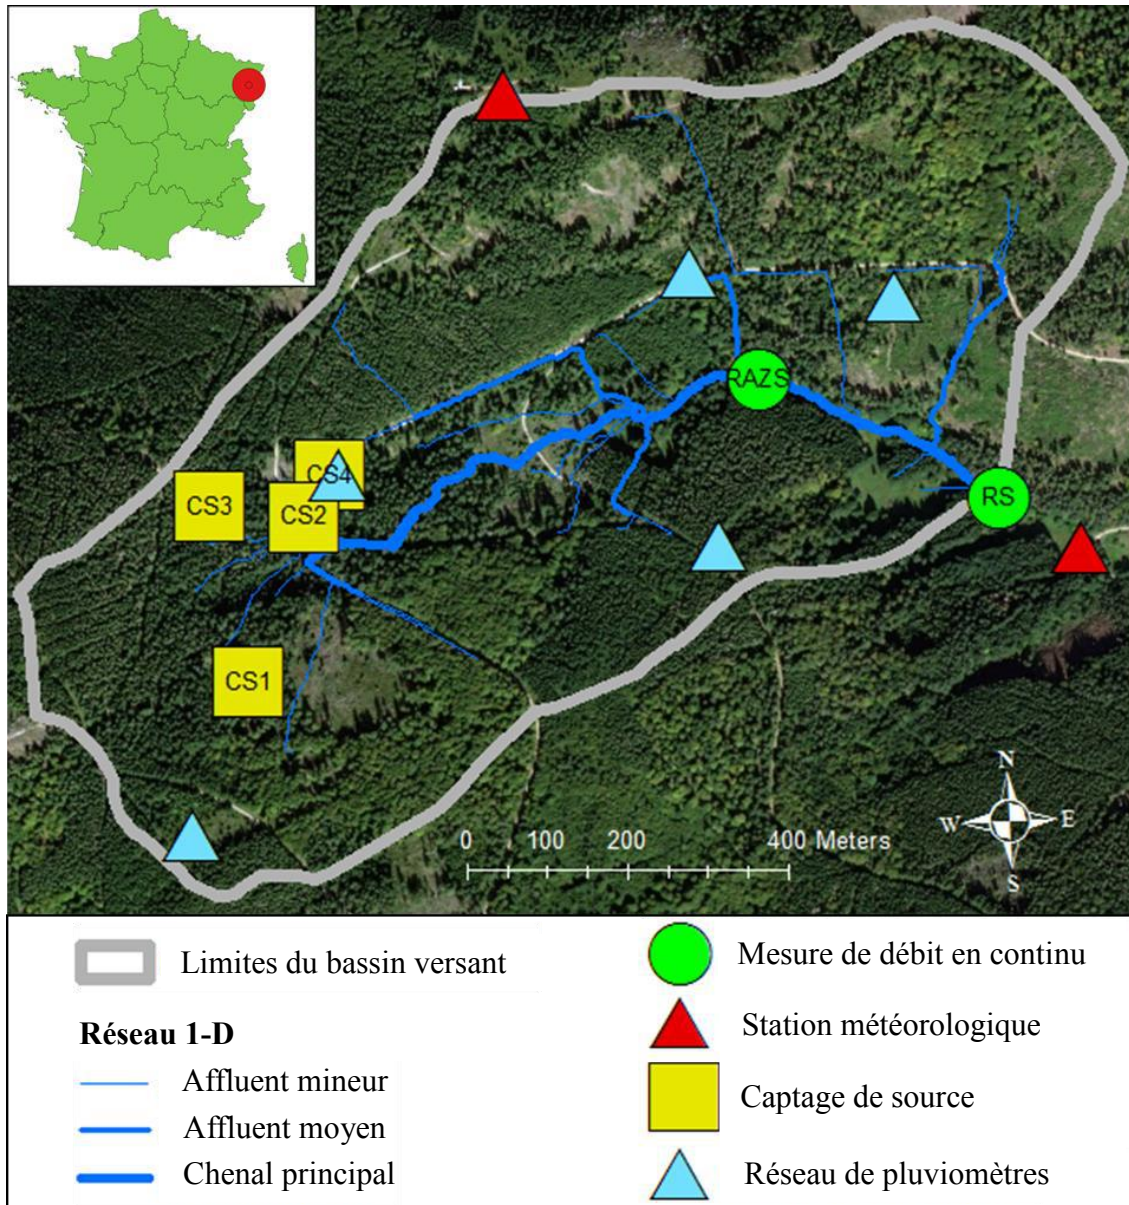 RAZS
CS4
CS3
CS2
RS
CS1
N
W
E
S
0 100 200 400 Meters
Limites du bassin versant
Réseau 1-D
Affluent mineur
Affluent moyen
Chenal principal
Mesure de débit en continu
Station météorologique
Captage de source
Réseau de pluviomètres